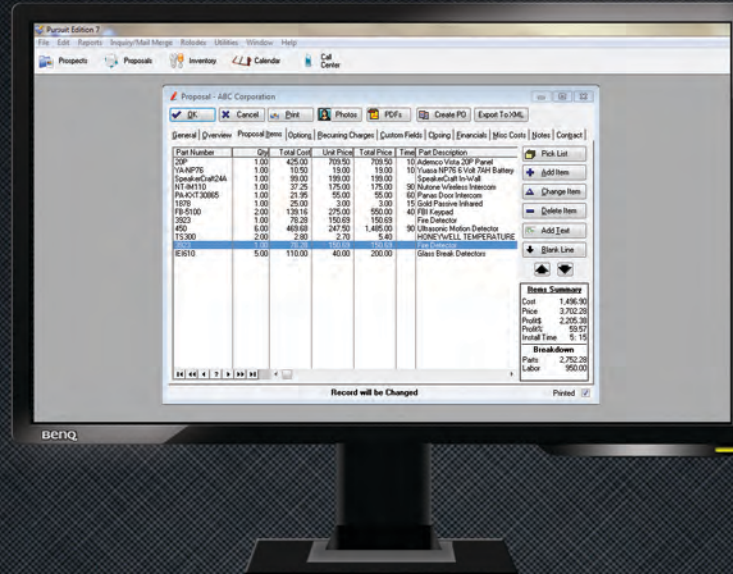 Pursuit Edition 7
File Edit Reports Inquiry/Mail Merge Rolodex Utilities Window Help
Prospects Proposals Inventory Calendar Call Center
Proposal - ABC Corporation
OK Cancel Print Photos PDFs Create PO Export To XML
General Overview Proposal Items Options Recurring Charges Custom Fields Closing Financials Misc Costs Notes Contract
Part Number Qty Total Cost Unit Price Total Price Time Part Description
20P 1.00 425.00 709.50 709.50 10 Ademco Vista 20P Panel
YA-NP76 1.00 10.50 19.00 19.00 10 Yuasa NP76 6 Volt 7AH Battery
SpeakerCraft24A 1.00 99.00 199.00 199.00 SpeakerCraft In-Wall
NT-IM110 1.00 37.25 175.00 175.00 90 Nutone Wireless Intercom
PA-KXT30865 1.00 21.95 55.00 55.00 60 Panas Door Intercom
1878 1.00 25.00 3.00 3.00 15 Gold Passive Infrared
FB-5100 2.00 139.16 275.00 550.00 40 FBI Keypad
3923 1.00 78.28 150.69 150.69 Fire Detector
450 6.00 469.68 247.50 1,485.00 90 Ultrasonic Motion Detector
TS300 2.00 2.80 2.70 5.40 HONEYWELL TEMPERATURE
3923 1.00 78.28 150.69 150.69 Fire Detector
IEI610 5.00 110.00 40.00 200.00 Glass Break Detectors
Pick List
Add Item
Change Item
Delete Item
Add Text
Blank Line
Items Summary
Cost 1,496.90
Price 3,702.28
Profit$ 2,205.38
Profit% 59.57
Install Time 5: 15
Breakdown
Parts 2,752.28
Labor 950.00
Record will be Changed
Printed
BenQ